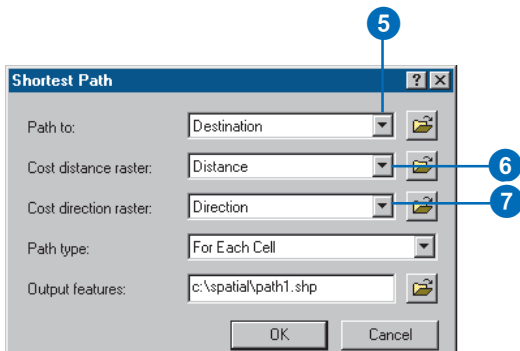 5
Shortest Path
Path to: Destination
Cost distance raster: Distance 6
Cost direction raster: Direction 7
Path type: For Each Cell
Output features: c:\spatial\path1.shp
OK Cancel